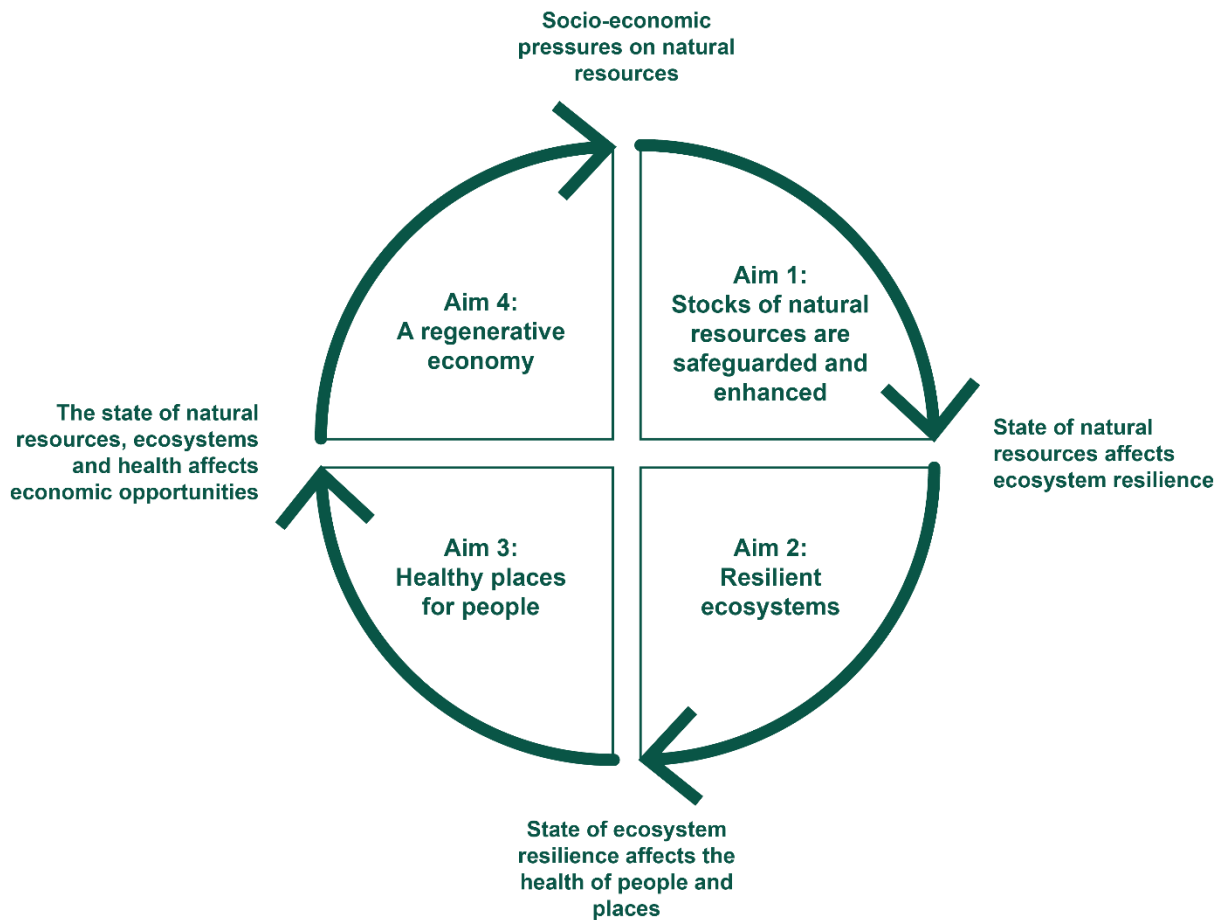 Socio-economic
pressures on natural
resources
Aim 1:
Stocks of natural
resources are
safeguarded and
enhanced
State of natural
resources affects
ecosystem resilience
Aim 2:
Resilient
ecosystems
State of ecosystem
resilience affects the
health of people and
places
Aim 3:
Healthy places
for people
The state of natural
resources, ecosystems
and health affects
economic opportunities
Aim 4:
A regenerative
economy